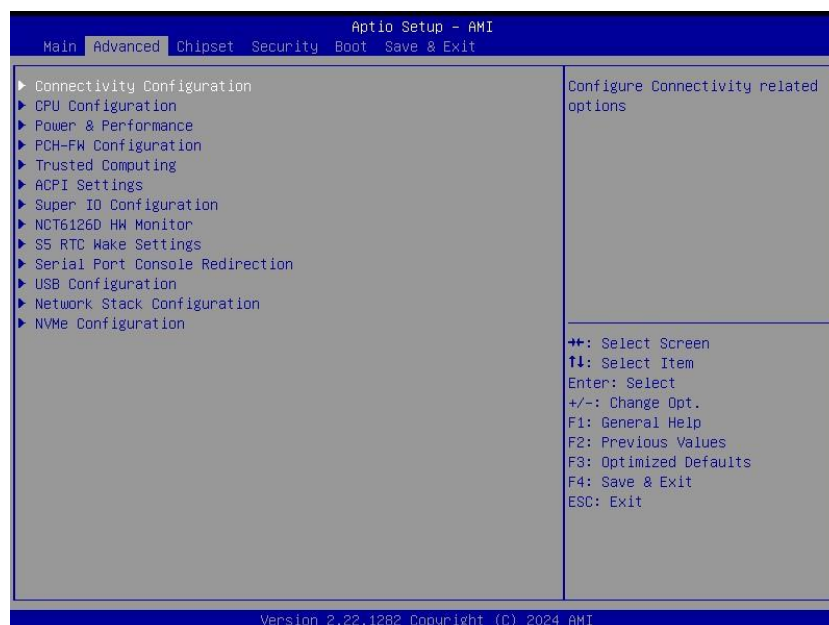 Aptio Setup - AMI
Main Advanced Chipset Security Boot Save & Exit
Connectivity Configuration
CPU Configuration
Power & Performance
PCH-FW Configuration
Trusted Computing
ACPI Settings
Super IO Configuration
NCT6126D HW Monitor
S5 RTC Wake Settings
Serial Port Console Redirection
USB Configuration
Network Stack Configuration
NVMe Configuration
Configure Connectivity related
options
→←: Select Screen
↑↓: Select Item
Enter: Select
+/-: Change Opt.
F1: General Help
F2: Previous Values
F3: Optimized Defaults
F4: Save & Exit
ESC: Exit
Version 2.22.1282 Copyright (C) 2024 AMI